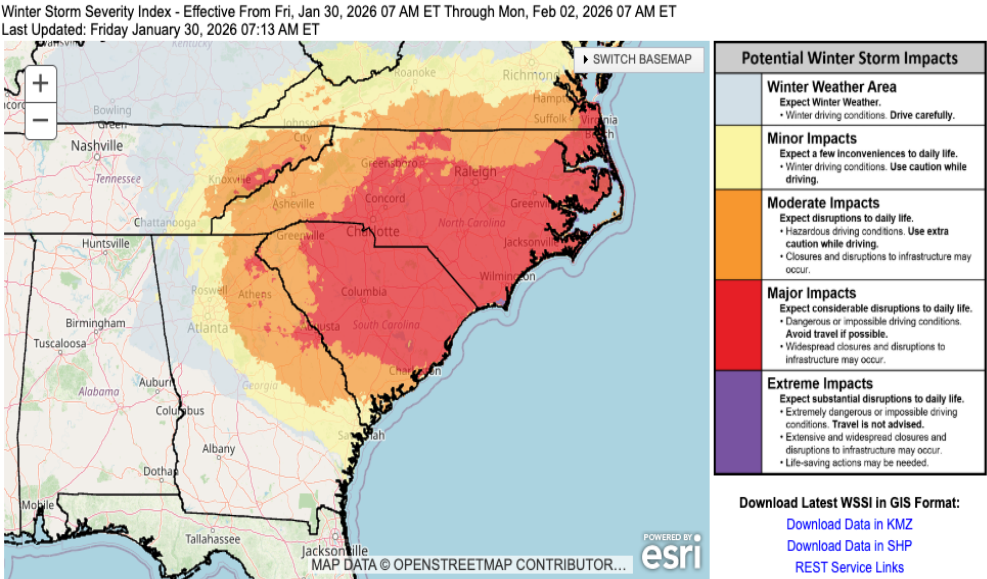 Winter Storm Severity Index - Effective From Fri, Jan 30, 2026 07 AM ET Through Mon, Feb 02, 2026 07 AM ET
Last Updated: Friday January 30, 2026 07:13 AM ET
Kentucky
SWITCH BASEMAP
+
−
Roanoke
Richmond
Bowling
Green
Johnson
City
Hampt
Suffolk
Virginia
Beach
Nashville
Tennessee
Knoxville
Greensboro
Raleigh
Asheville
Concord
Greenv
North Carolina
Chattanooga
Greenville
Charlotte
Jacksonville
Huntsville
Wilmington
Roswell
Athens
Columbia
Atlanta
Augusta
South Carolina
Birmingham
Tuscaloosa
Charleston
Alabama
Auburn
Georgia
Columbus
Savannah
Albany
Dothan
Mobile
Tallahassee
Jacksonville
POWERED BY
esri
MAP DATA © OPENSTREETMAP CONTRIBUTOR...
Potential Winter Storm Impacts
Winter Weather Area
Expect Winter Weather.
• Winter driving conditions. Drive carefully.
Minor Impacts
Expect a few inconveniences to daily life.
• Winter driving conditions. Use caution while
driving.
Moderate Impacts
Expect disruptions to daily life.
• Hazardous driving conditions. Use extra
caution while driving.
• Closures and disruptions to infrastructure may
occur.
Major Impacts
Expect considerable disruptions to daily life.
• Dangerous or impossible driving conditions.
Avoid travel if possible.
• Widespread closures and disruptions to
infrastructure may occur.
Extreme Impacts
Expect substantial disruptions to daily life.
• Extremely dangerous or impossible driving
conditions. Travel is not advised.
• Extensive and widespread closures and
disruptions to infrastructure may occur.
• Life-saving actions may be needed.
Download Latest WSSI in GIS Format:
Download Data in KMZ
Download Data in SHP
REST Service Links